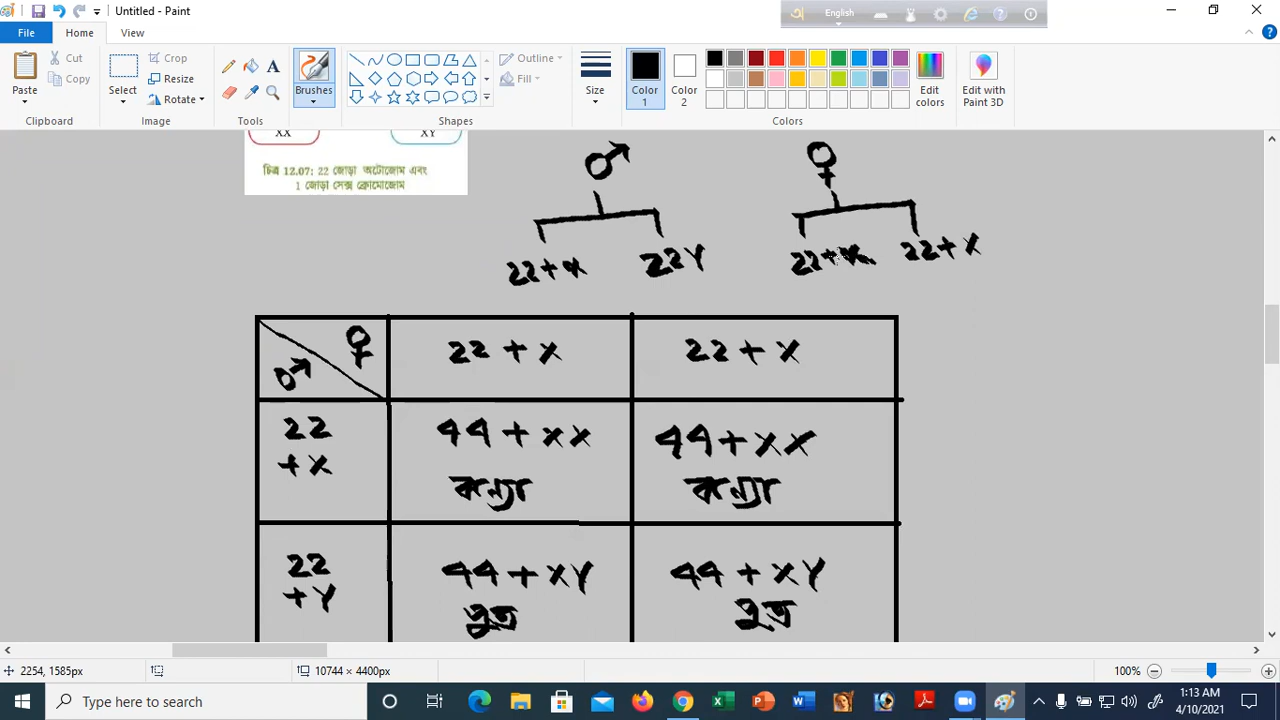 Untitled - Paint
English
File Home View
Paste
Cut
Copy
Clipboard
Select
Crop
Resize
Rotate
Image
Tools
Brushes
Shapes
Outline
Fill
Size
Color 1
Color 2
Edit colors
Edit with Paint 3D
Colors
XX XY
চিত্র 12.07: 22 জোড়া অটোজোম এবং
1 জোড়া সেক্স ক্রোমোজোম
♂ ♀
22+x 22Y 22+X 22+X
♀ 22 + X 22 + X
♂
22 + X 44 + XX 44 + XX
কন্যা কন্যা
22 + Y 44 + XY 44 + XY
পুত্র পুত্র
2254, 1585px 10744 × 4400px 100%
Type here to search
1:13 AM
4/10/2021